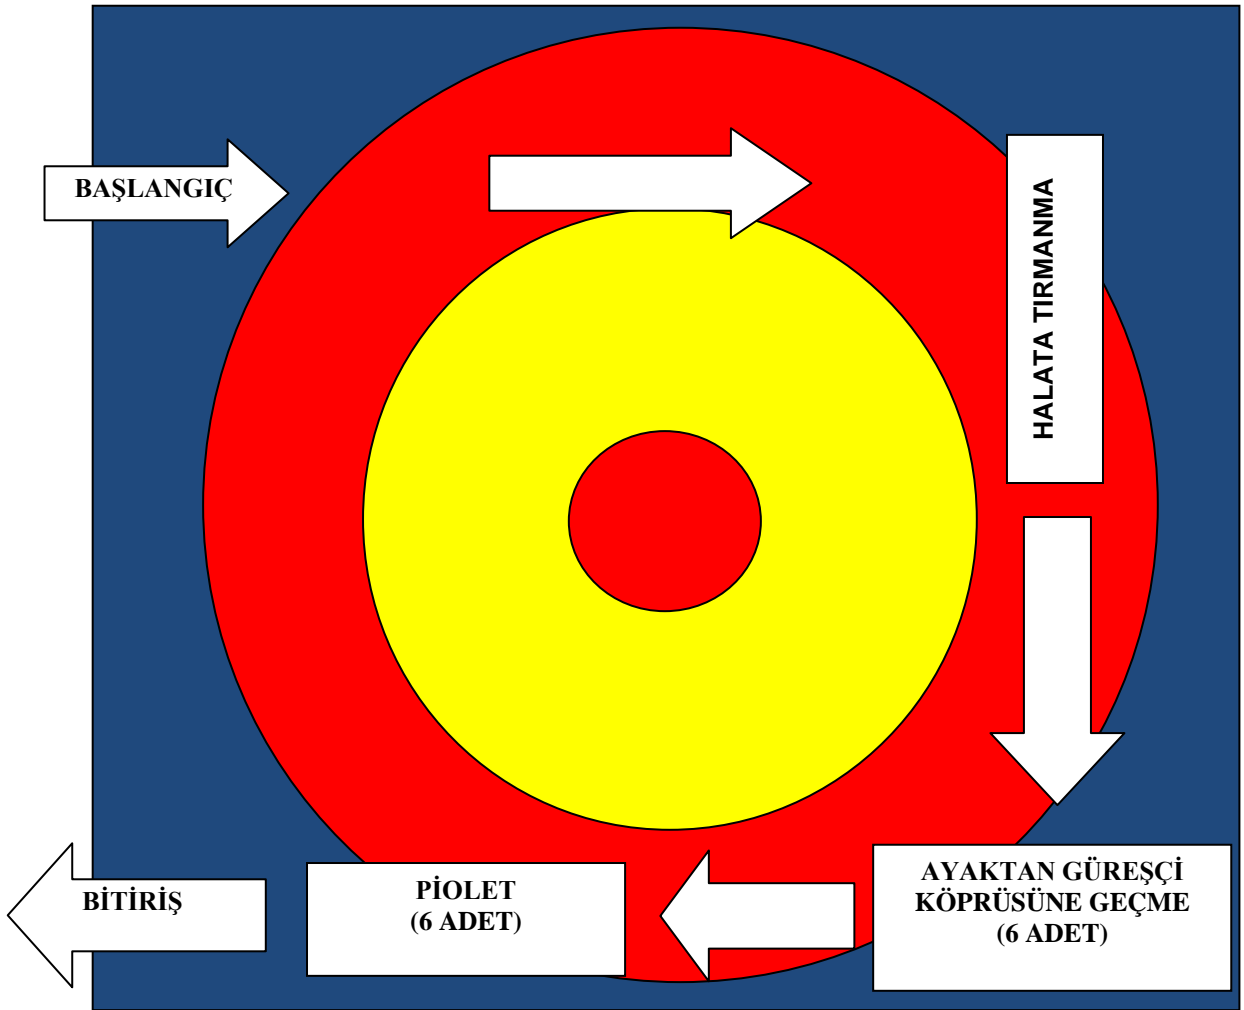 BAŞLANGIÇ
HALATA TIRMANMA
AYAKTAN GÜREŞÇİ
KÖPRÜSÜNE GEÇME
(6 ADET)
PİOLET
(6 ADET)
BİTİRİŞ